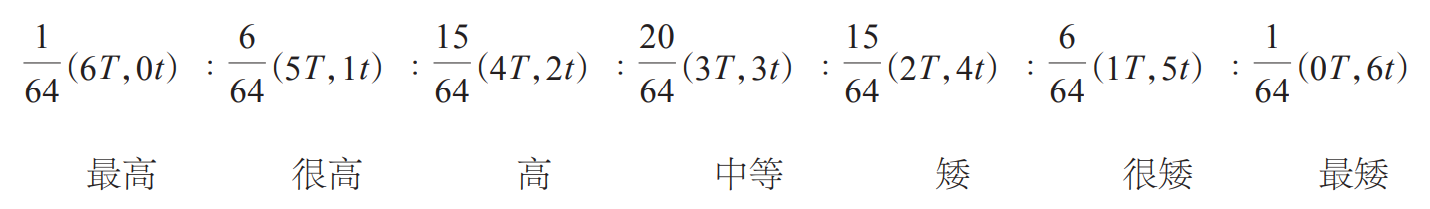 1/64(6T,0t) : 6/64(5T,1t) : 15/64(4T,2t) : 20/64(3T,3t) : 15/64(2T,4t) : 6/64(1T,5t) : 1/64(0T,6t)
最高 很高 高 中等 矮 很矮 最矮